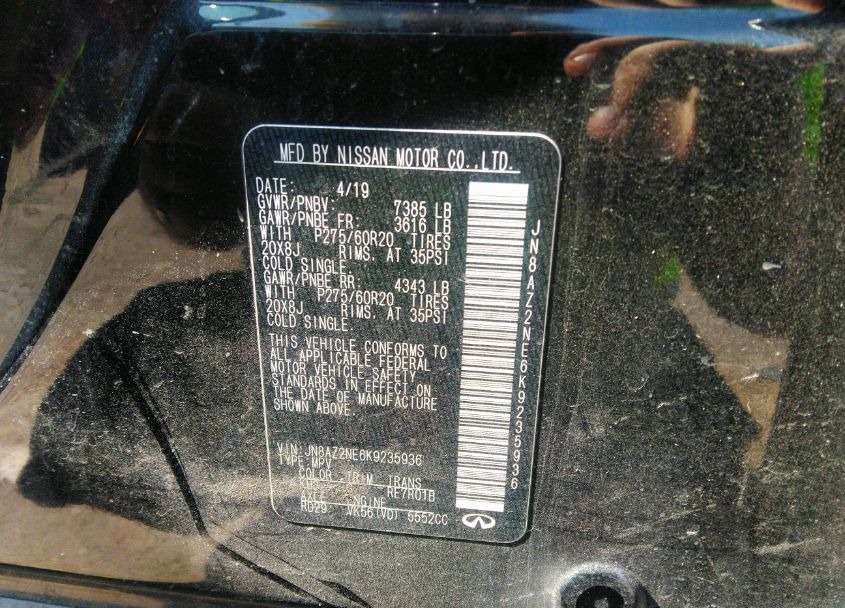 MFD BY NISSAN MOTOR CO.,LTD.
DATE: 4/19
GVWR/PNBV: 7385 LB
GAWR/PNBE FR: 3616 LB
WITH P275/60R20 TIRES
20X8J RIMS. AT 35PSI
COLD SINGLE.
GAWR/PNBE RR: 4343 LB
WITH P275/60R20 TIRES
20X8J RIMS. AT 35PSI
COLD SINGLE.
THIS VEHICLE CONFORMS TO
ALL APPLICABLE FEDERAL
MOTOR VEHICLE SAFETY
STANDARDS IN EFFECT ON
THE DATE OF MANUFACTURE
SHOWN ABOVE.
VIN: JN8AZ2NE6K9235936
TYPE: MPV
COLOR TRIM TRANS
RE7R01B
AXLE ENGINE
RD29 VK56(VD) 5552CC
JN8AZ2NE6K9235936